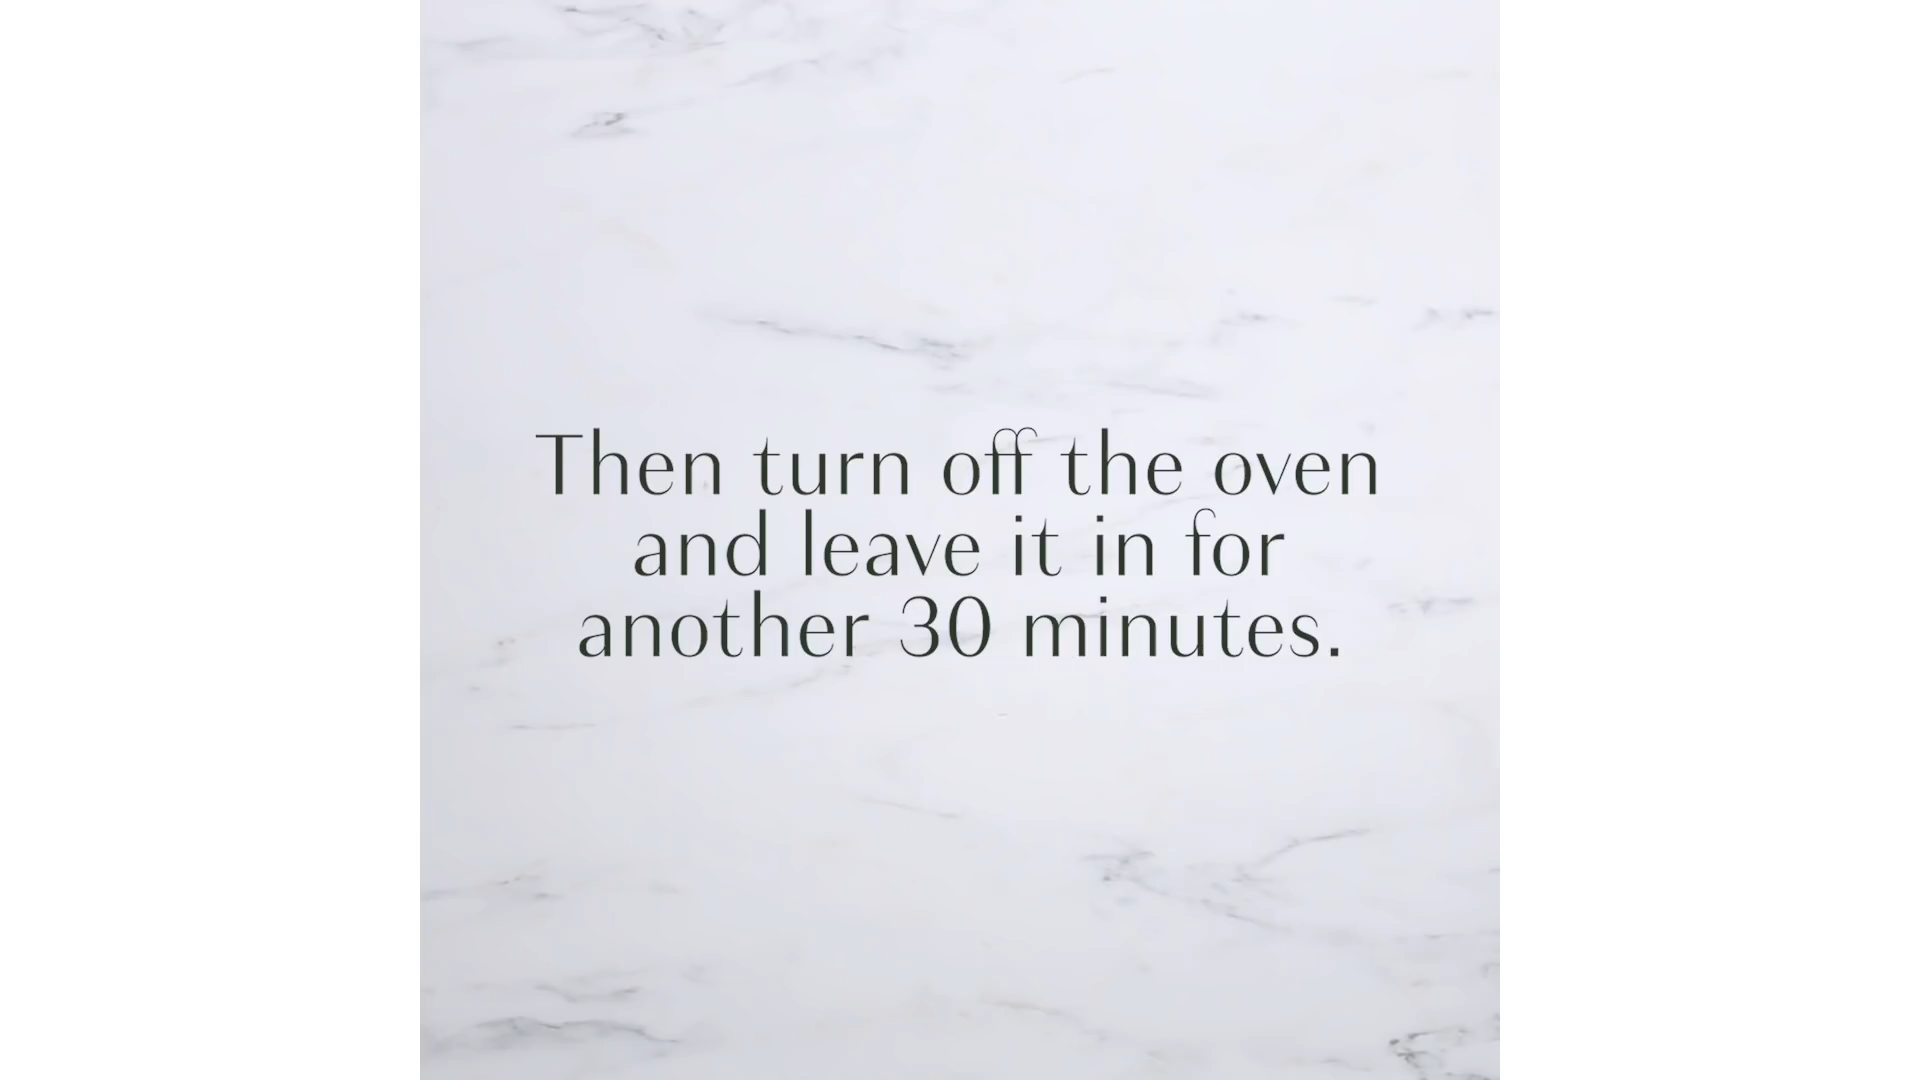 Then turn off the oven
and leave it in for
another 30 minutes.